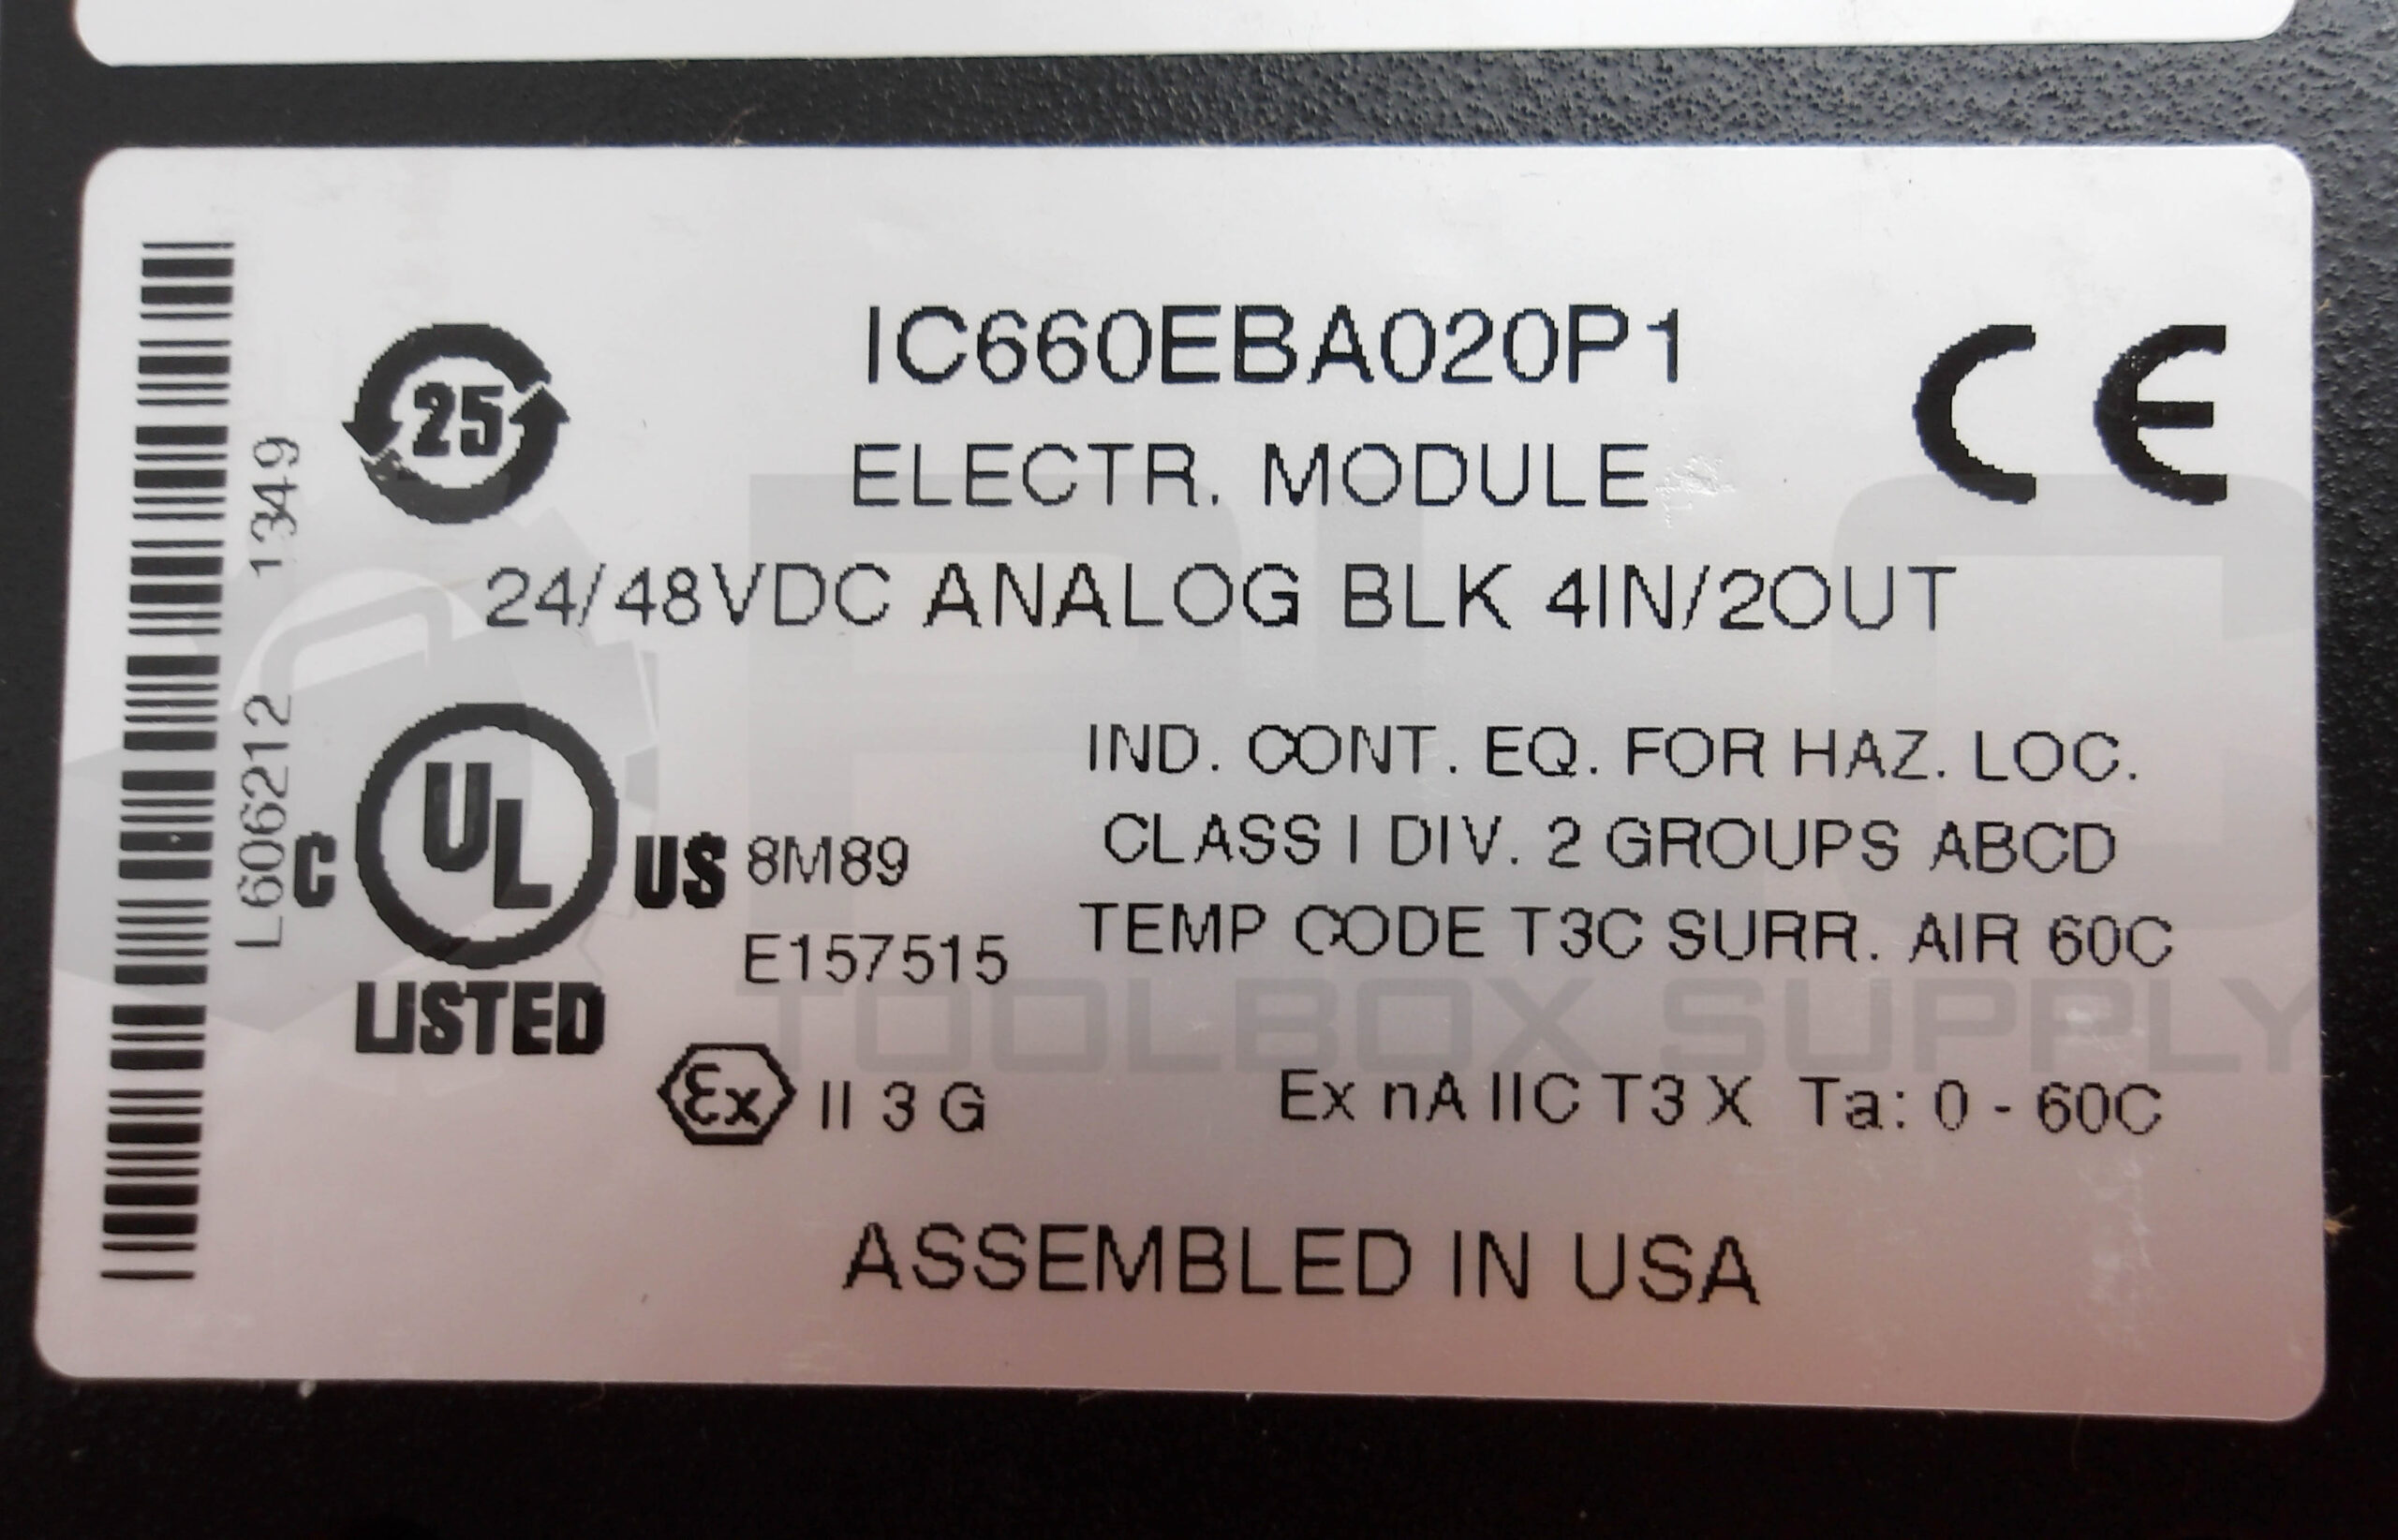 IC660EBA020P1
ELECTR. MODULE
24/48VDC ANALOG BLK 4IN/2OUT
25
CE
L606212 1349
C UL US 8M89
E157515
LISTED
IND. CONT. EQ. FOR HAZ. LOC.
CLASS I DIV. 2 GROUPS ABCD
TEMP CODE T3C SURR. AIR 60C
Ex II 3 G
Ex nA IIC T3 X Ta: 0 - 60C
ASSEMBLED IN USA
PLC
TOOLBOX SUPPLY